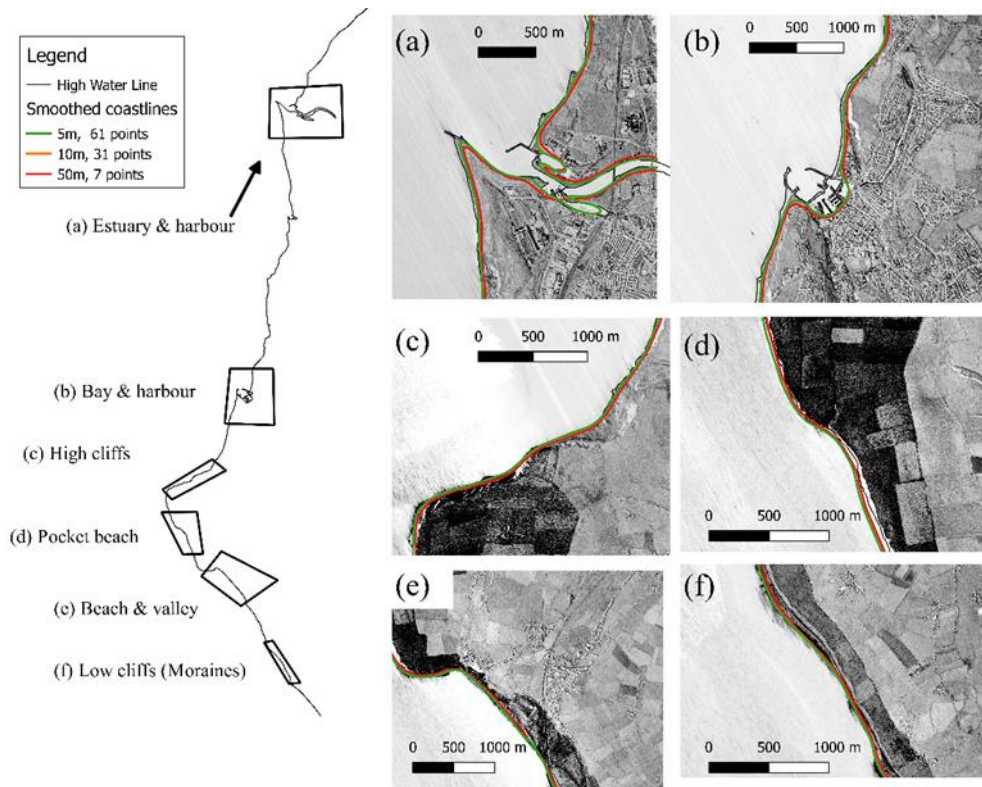 Legend
High Water Line
Smoothed coastlines
5m, 61 points
10m, 31 points
50m, 7 points
(a) Estuary & harbour
(b) Bay & harbour
(c) High cliffs
(d) Pocket beach
(e) Beach & valley
(f) Low cliffs (Moraines)
(a)
0 500 m
(b)
0 500 1000 m
(c)
0 500 1000 m
(d)
0 500 1000 m
(e)
0 500 1000 m
(f)
0 500 1000 m